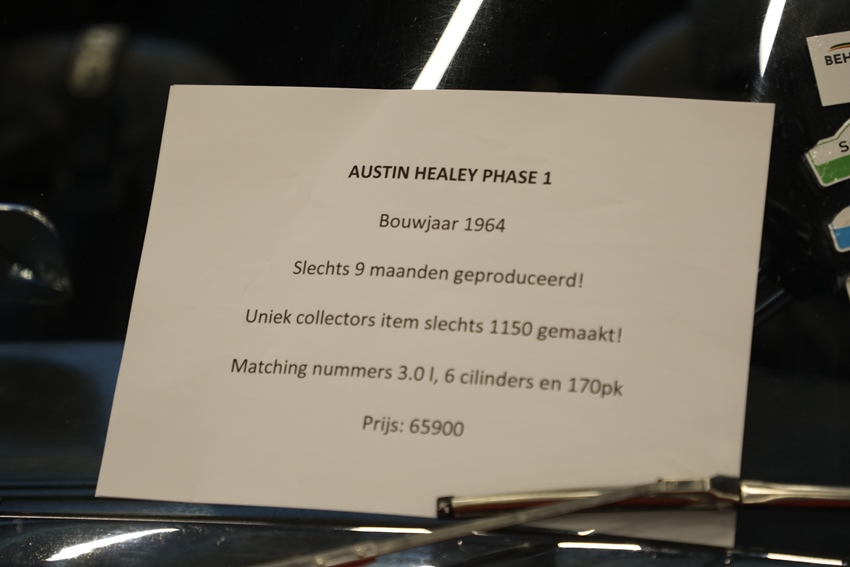 AUSTIN HEALEY PHASE 1
Bouwjaar 1964
Slechts 9 maanden geproduceerd!
Uniek collectors item slechts 1150 gemaakt!
Matching nummers 3.0 l, 6 cilinders en 170pk
Prijs: 65900